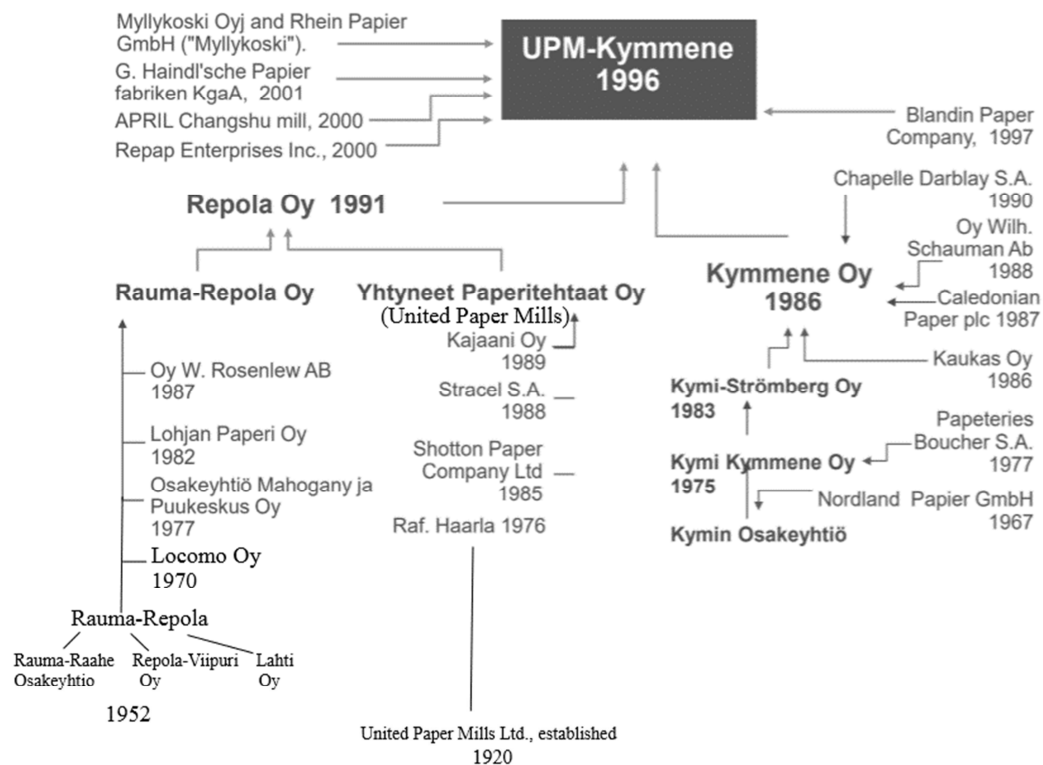 Myllykoski Oyj and Rhein Papier
GmbH ("Myllykoski").
G. Haindl'sche Papier
fabriken KgaA, 2001
APRIL Changshu mill, 2000
Repap Enterprises Inc., 2000
UPM-Kymmene
1996
Blandin Paper
Company, 1997
Repola Oy 1991
Chapelle Darblay S.A.
1990
Oy Wilh.
Schauman Ab
1988
Kymmene Oy
1986
Caledonian
Paper plc 1987
Kaukas Oy
1986
Rauma-Repola Oy
Yhtyneet Paperitehtaat Oy
(United Paper Mills)
Kajaani Oy
1989
Stracel S.A.
1988
Shotton Paper
Company Ltd
1985
Raf. Haarla 1976
Oy W. Rosenlew AB
1987
Lohjan Paperi Oy
1982
Osakeyhtiö Mahogany ja
Puukeskus Oy
1977
Locomo Oy
1970
Rauma-Repola
Rauma-Raahe
Osakeyhtio
Repola-Viipuri
Oy
Lahti
Oy
1952
United Paper Mills Ltd., established
1920
Kymi-Strömberg Oy
1983
Kymi Kymmene Oy
1975
Papeteries
Boucher S.A.
1977
Nordland Papier GmbH
1967
Kymin Osakeyhtiö